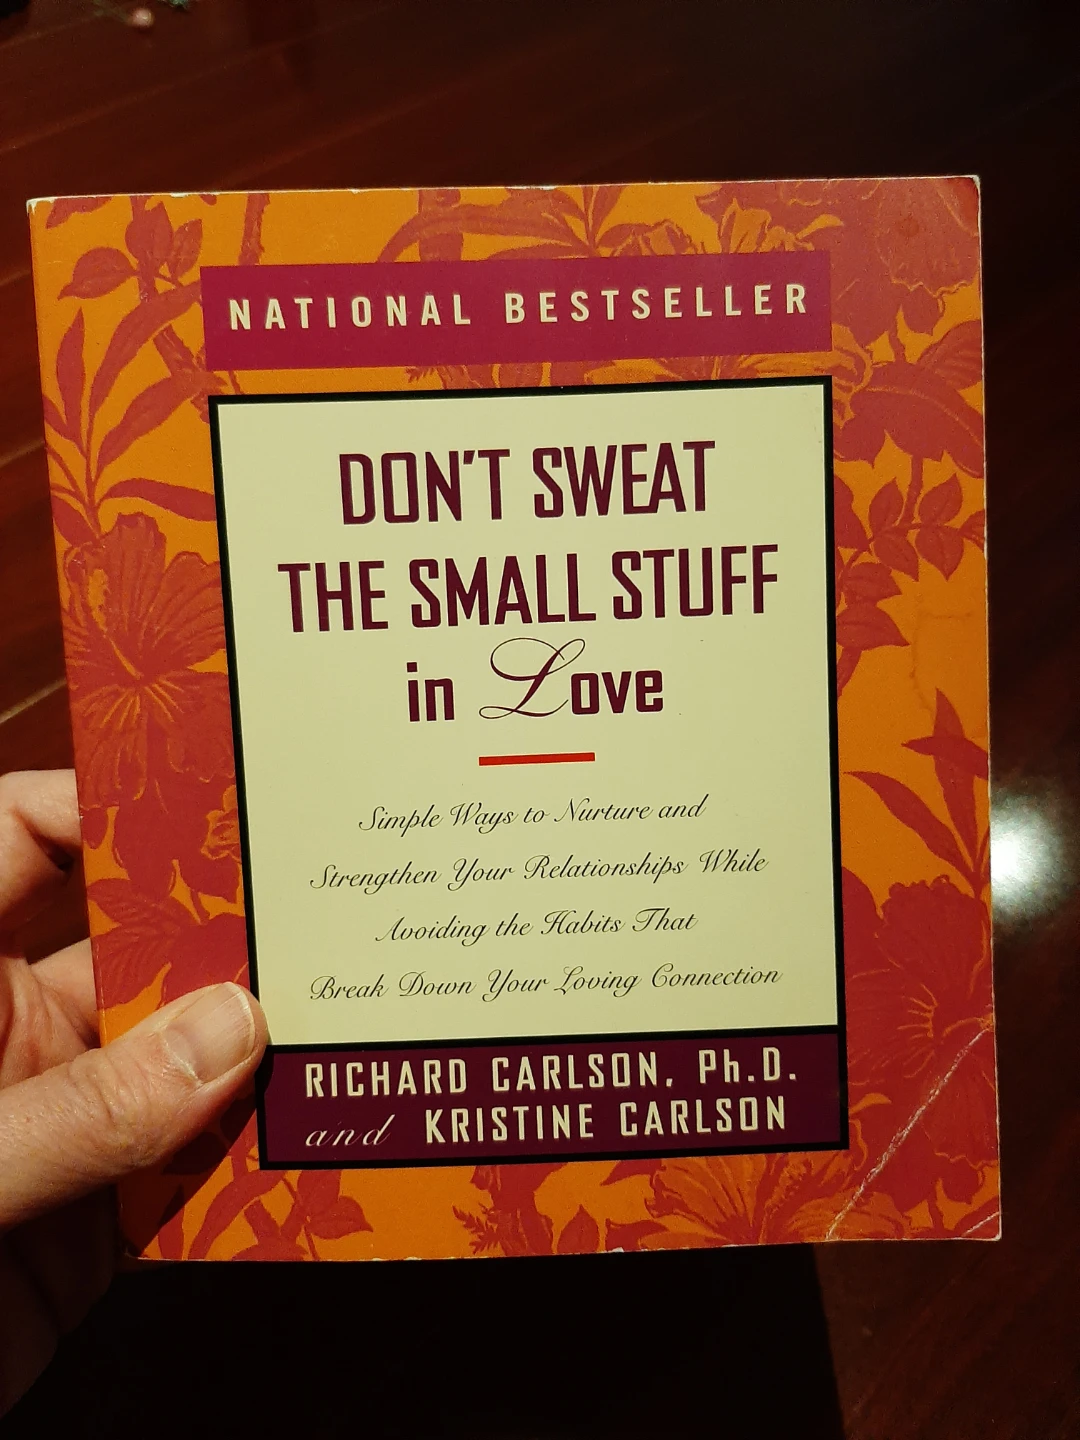 NATIONAL BESTSELLER
DON'T SWEAT
THE SMALL STUFF
in Love
Simple Ways to Nurture and
Strengthen Your Relationships While
Avoiding the Habits That
Break Down Your Loving Connection
RICHARD CARLSON, Ph.D.
and KRISTINE CARLSON